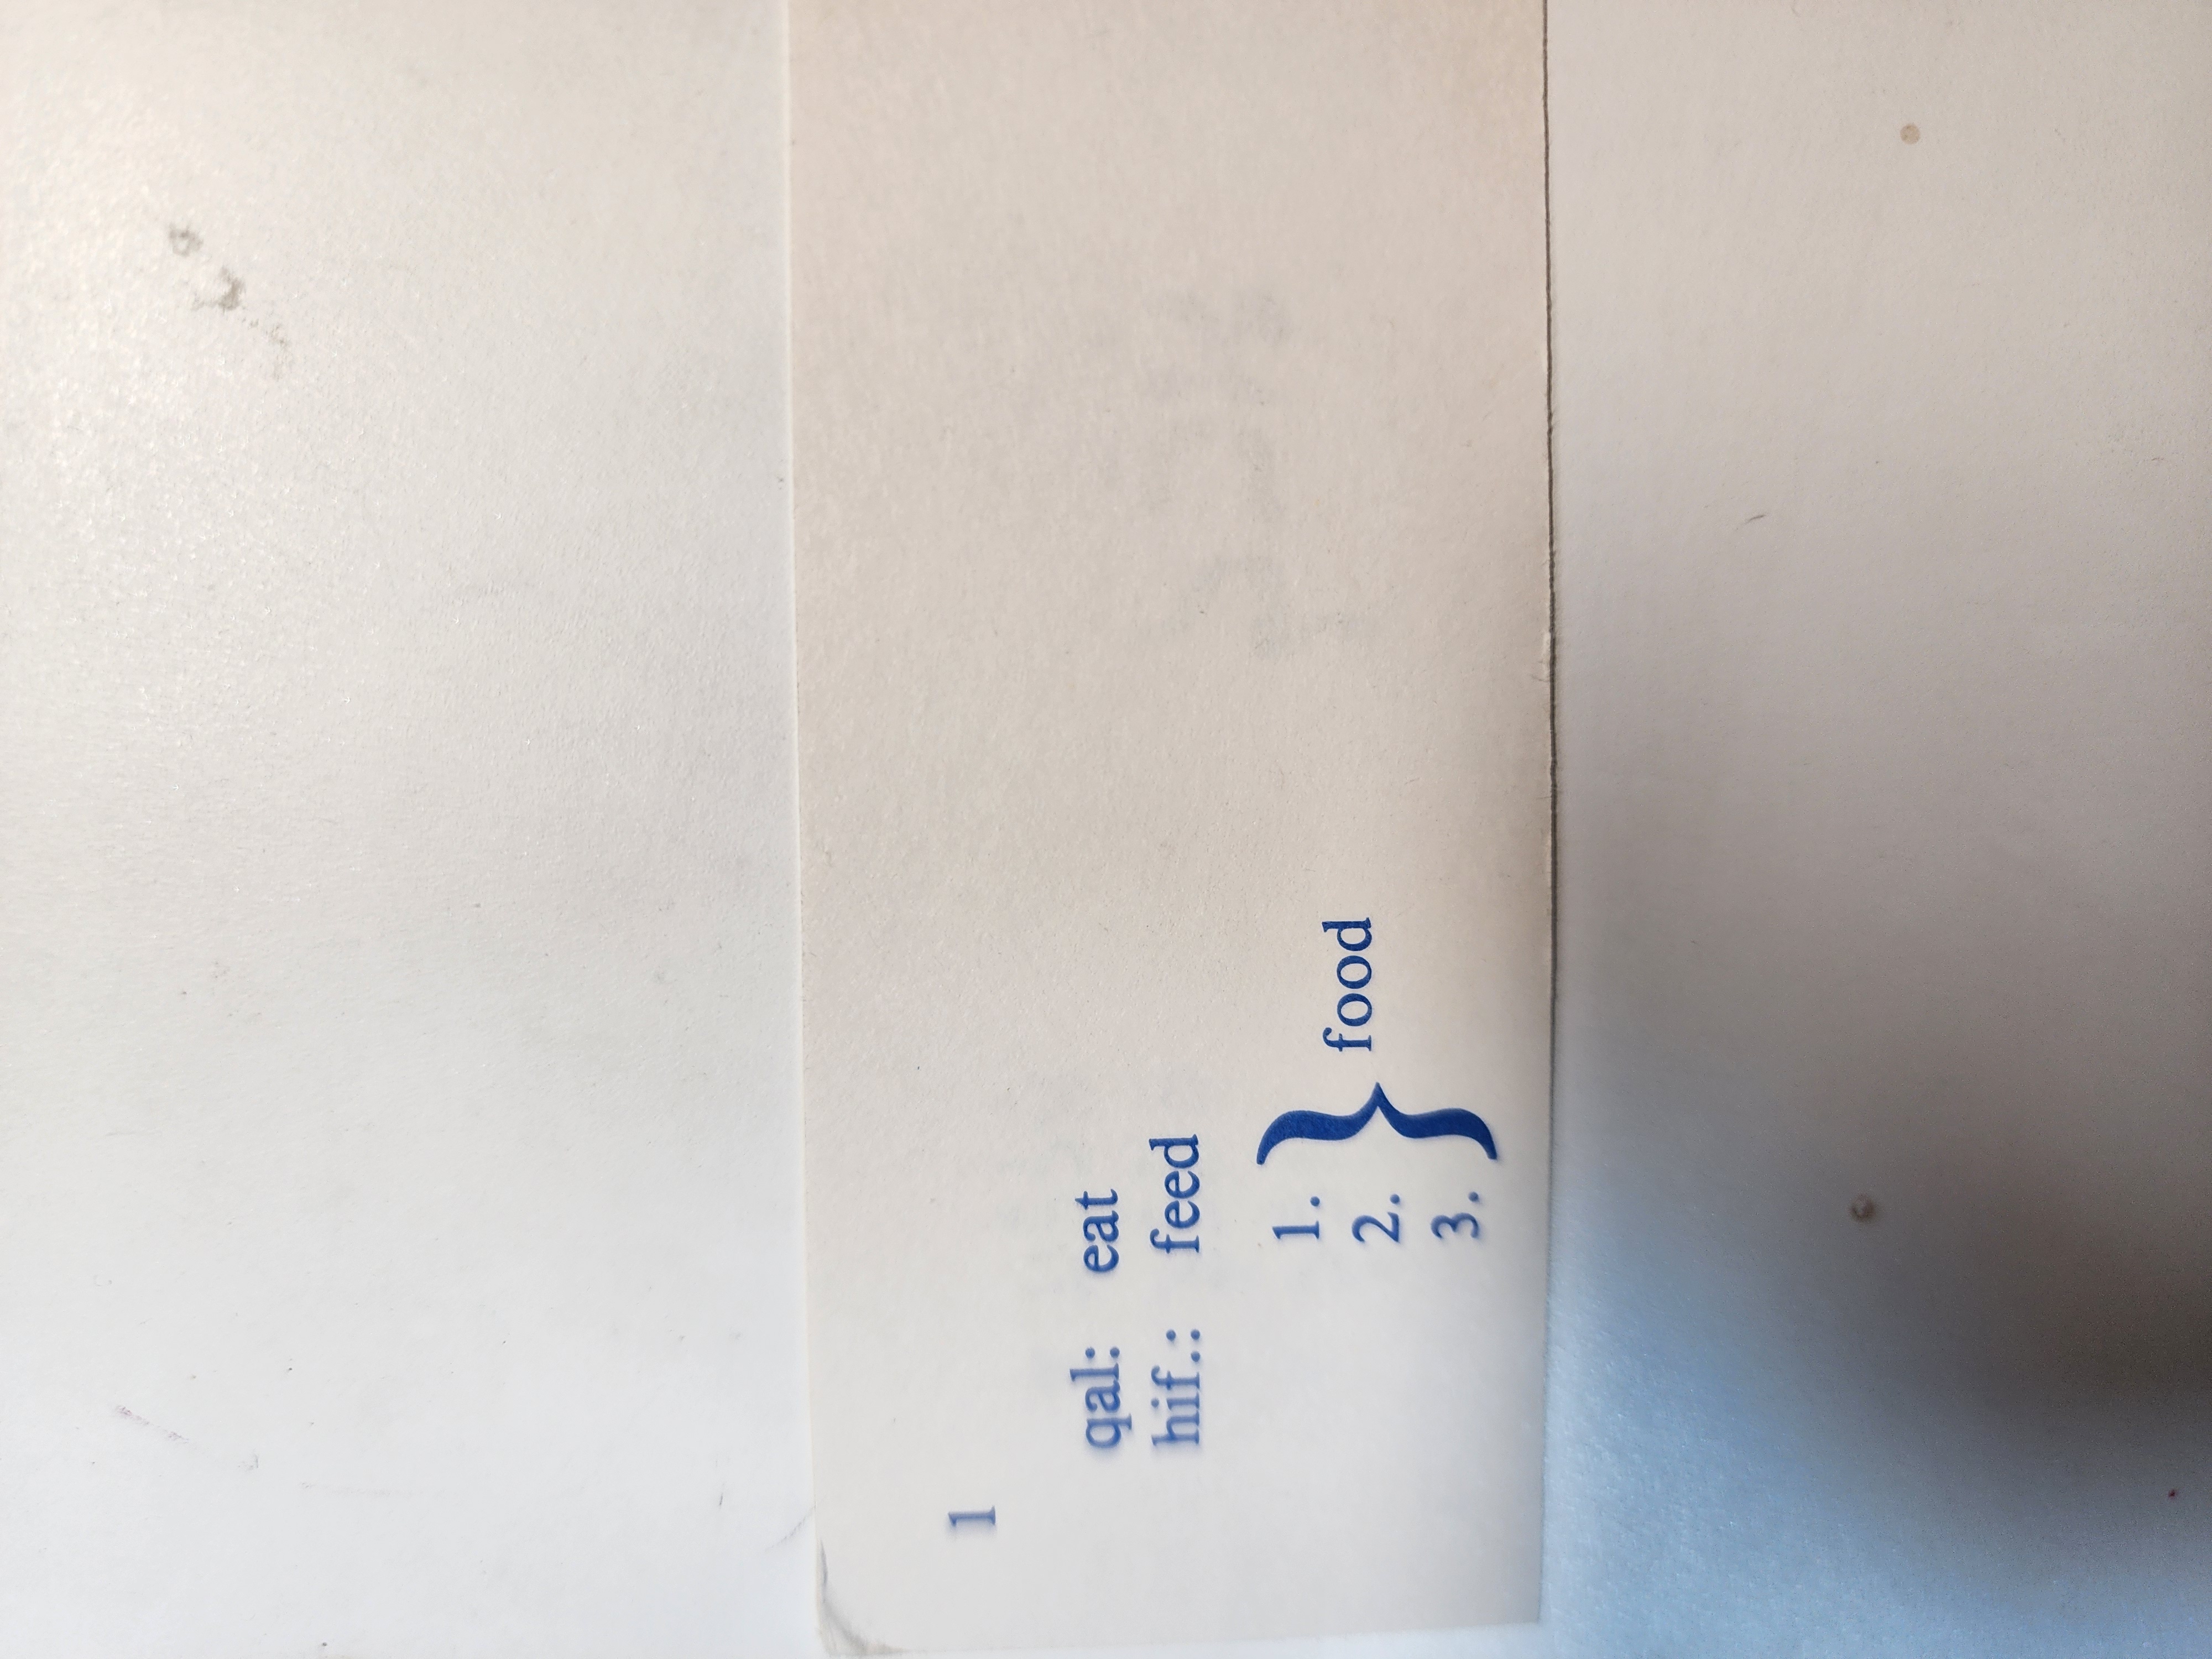 1
qal: eat
hif.: feed
1.
2. } food
3.